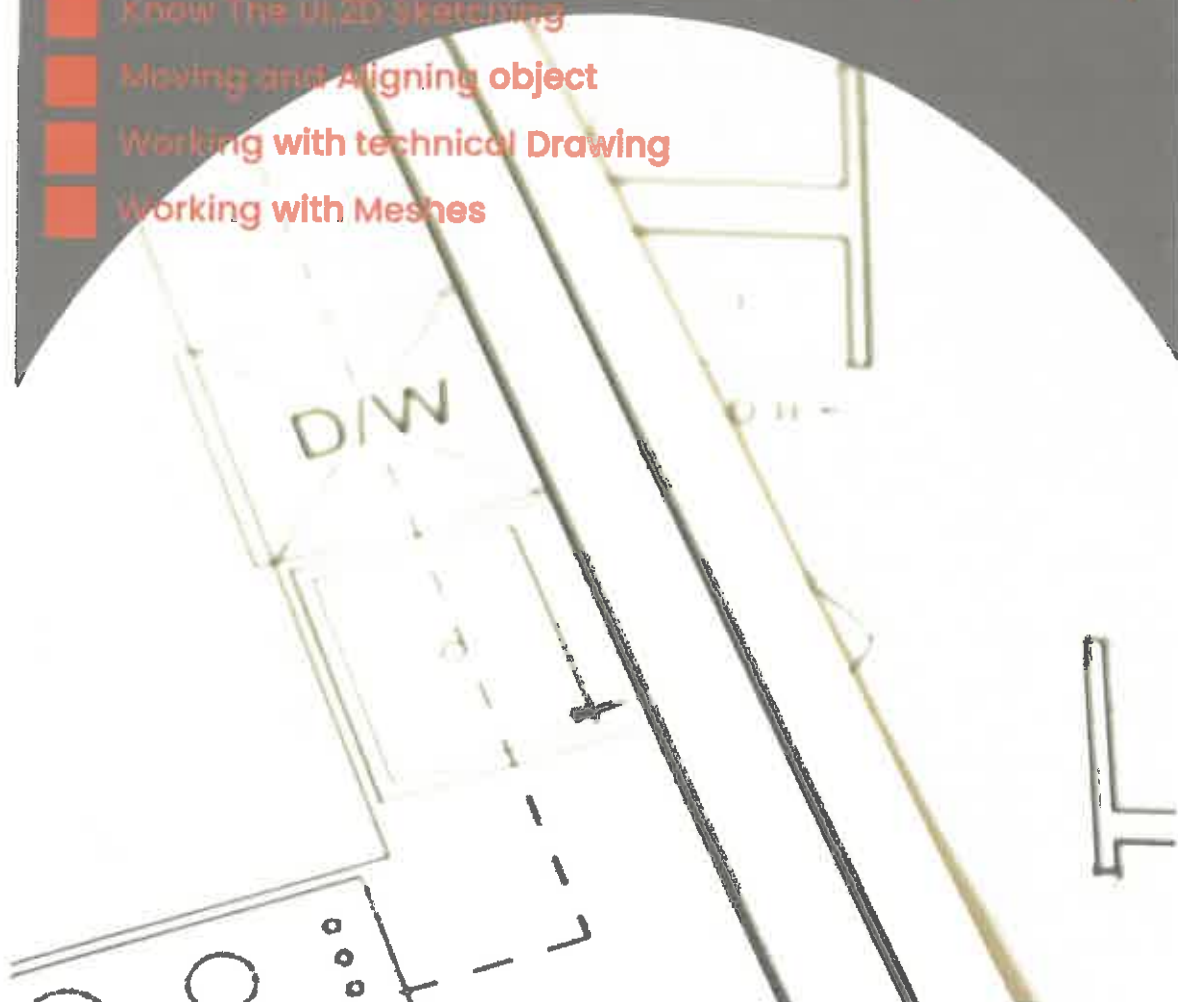 Know The UI.2D Sketching
Moving and Aligning object
Working with technical Drawing
Working with Meshes
D/W